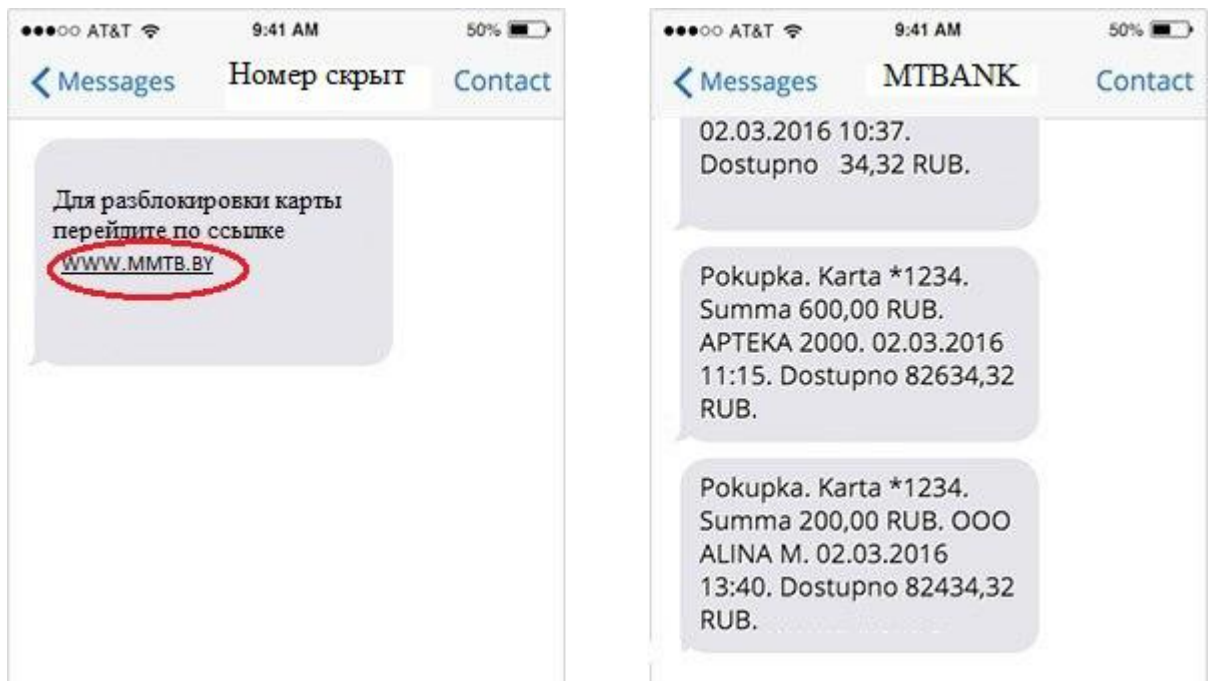 AT&T 9:41 AM 50%
Messages Номер скрыт Contact
Для разблокировки карты
перейдите по ссылке
WWW.MMTB.BY
AT&T 9:41 AM 50%
Messages MTBANK Contact
02.03.2016 10:37.
Dostupno 34,32 RUB.
Pokupka. Karta *1234.
Summa 600,00 RUB.
APTEKA 2000. 02.03.2016
11:15. Dostupno 82634,32
RUB.
Pokupka. Karta *1234.
Summa 200,00 RUB. OOO
ALINA M. 02.03.2016
13:40. Dostupno 82434,32
RUB.